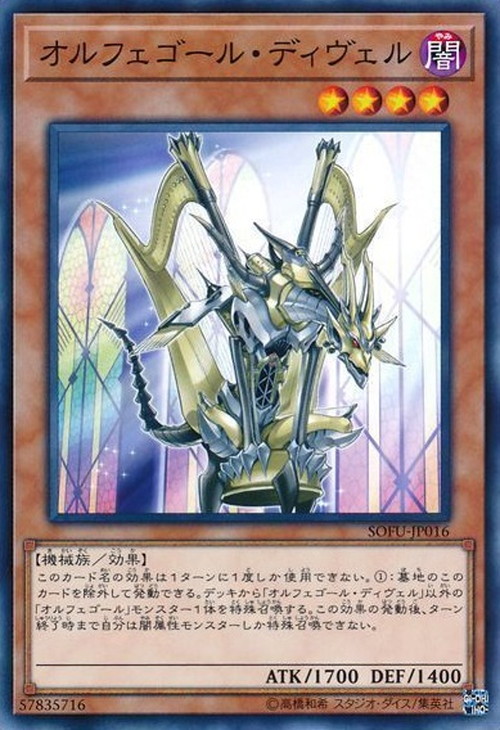 オルフェゴール・ディヴェル
闇
SOFU-JP016
【機械族/効果】
このカード名の効果は1ターンに1度しか使用できない。①:墓地のこの
カードを除外して発動できる。デッキから「オルフェゴール・ディヴェル」以外の
「オルフェゴール」モンスター1体を特殊召喚する。この効果の発動後、ターン
終了時まで自分は闇属性モンスターしか特殊召喚できない。
ATK/1700 DEF/1400
57835716
©高橋和希 スタジオ・ダイス/集英社